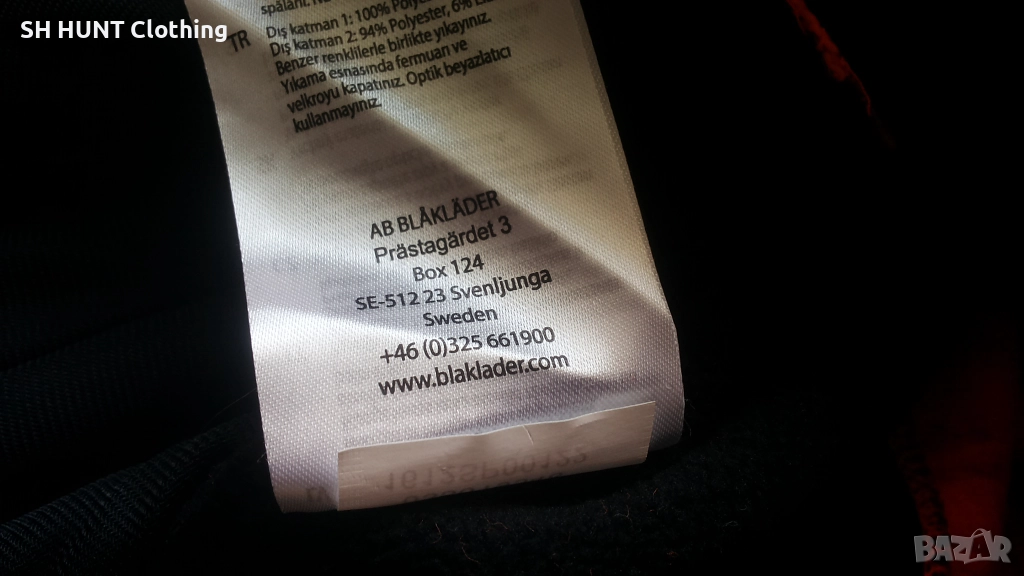 SH HUNT Clothing
TR
Dış katman 1: 100%
Dış katman 2: 94% Polyester, 6%
Benzer renklilerle birlikte yıkayınız.
Yıkama esnasında fermuarı ve
velkroyu kapatınız. Optik beyazlatıcı
kullanmayınız.
AB BLÅKLÄDER
Prästagärdet 3
Box 124
SE-512 23 Svenljunga
Sweden
+46 (0)325 661900
www.blaklader.com
1612SP00122
BAZAR